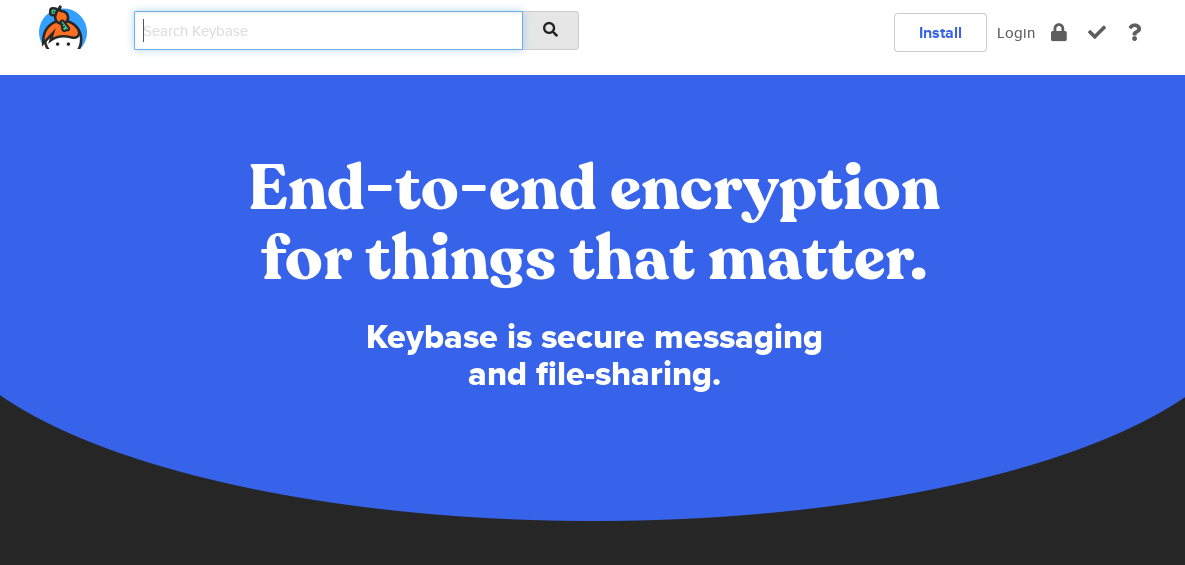 Search Keybase
Install
Login
End-to-end encryption
for things that matter.
Keybase is secure messaging
and file-sharing.